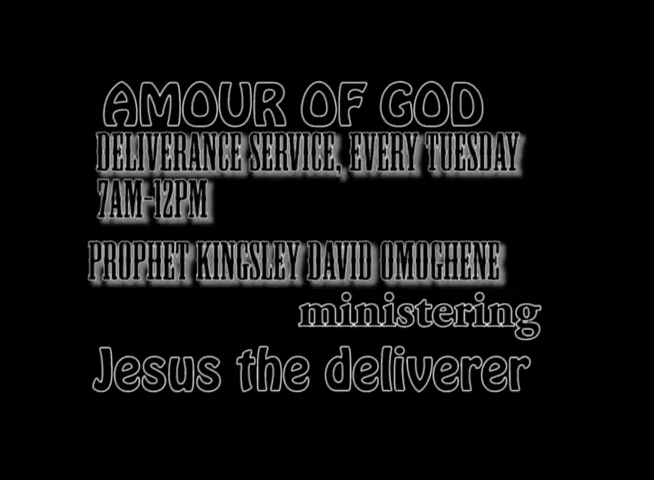 AMOUR OF GOD
DELIVERANCE SERVICE, EVERY TUESDAY
7AM-12PM
PROPHET KINGSLEY DAVID OMOGHENE
ministering
Jesus the deliverer